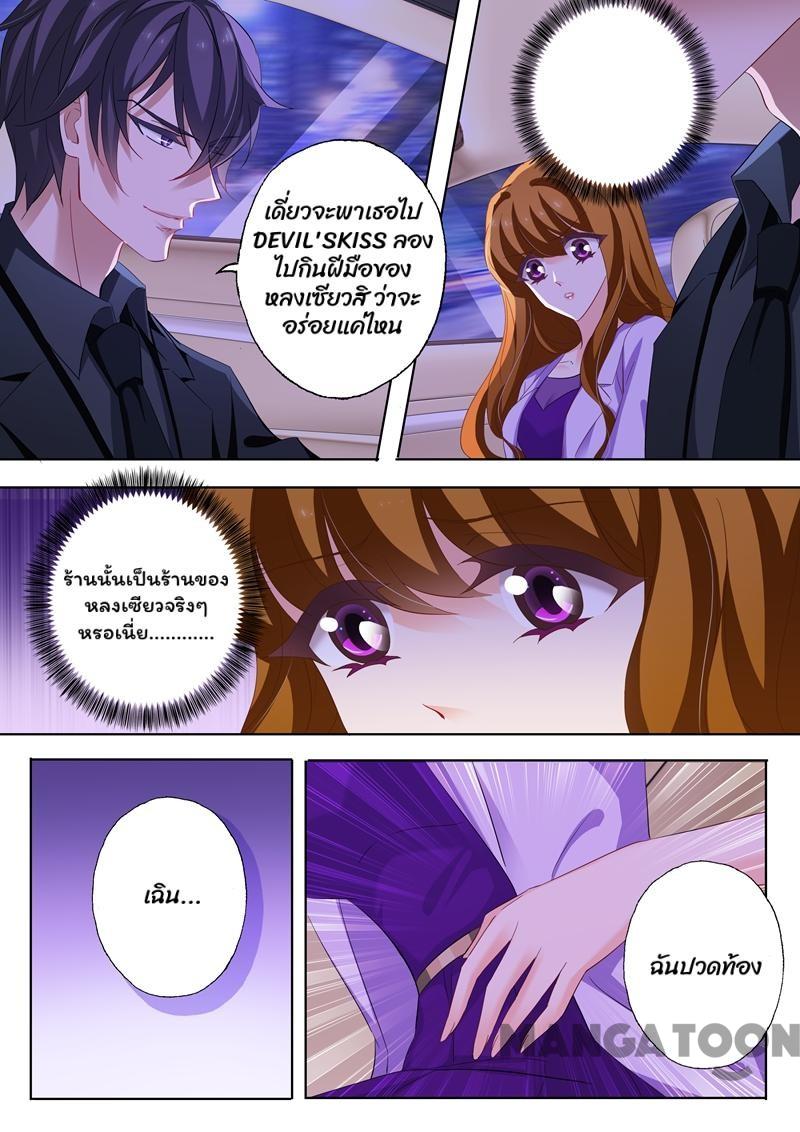 เดี่ยวจะพาเธอไป
DEVIL'SKISS ลอง
ไปกินฝีมือของ
หลงเซียวสิ ว่าจะ
อร่อยแค่ไหน
ร้านนั้นเป็นร้านของ
หลงเซียวจริงๆ
หรอเนี่ย............
เฉิน...
ฉันปวดท้อง
MANGATOON